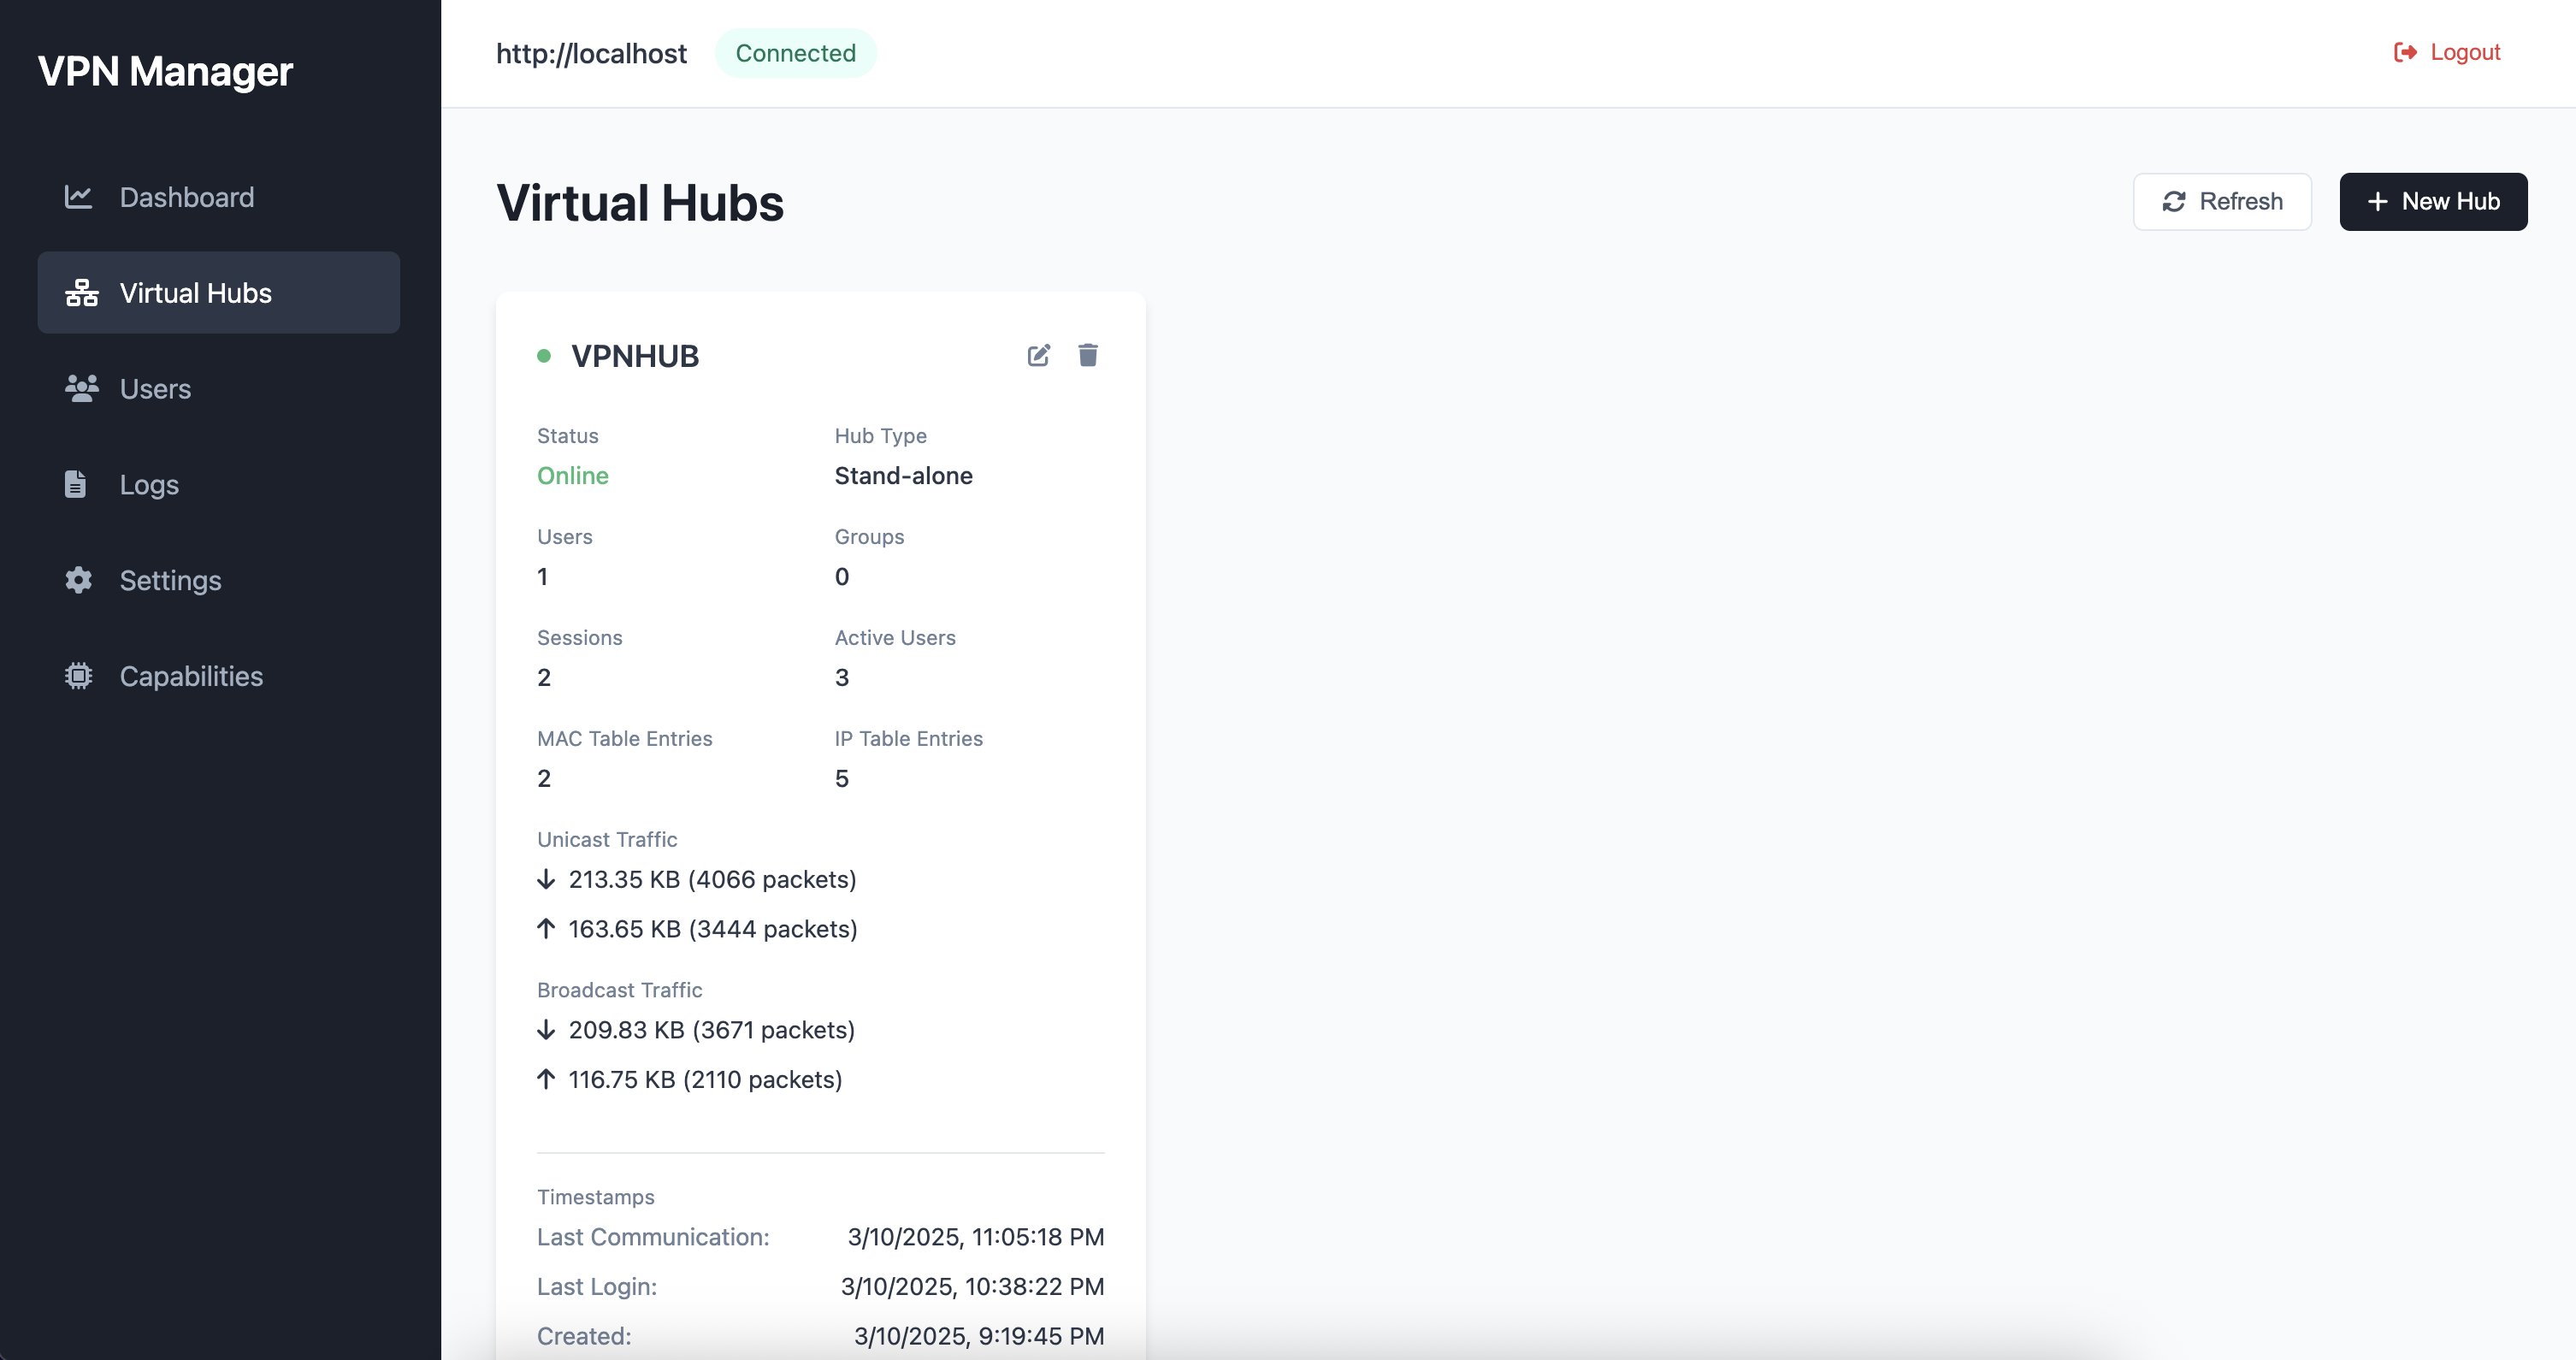 VPN Manager
Dashboard
Virtual Hubs
Users
Logs
Settings
Capabilities
http://localhost
Connected
Logout
Virtual Hubs
Refresh
New Hub
VPNHUB
Status
Hub Type
Online
Stand-alone
Users
Groups
1
0
Sessions
Active Users
2
3
MAC Table Entries
IP Table Entries
2
5
Unicast Traffic
213.35 KB (4066 packets)
163.65 KB (3444 packets)
Broadcast Traffic
209.83 KB (3671 packets)
116.75 KB (2110 packets)
Timestamps
Last Communication: 3/10/2025, 11:05:18 PM
Last Login: 3/10/2025, 10:38:22 PM
Created: 3/10/2025, 9:19:45 PM